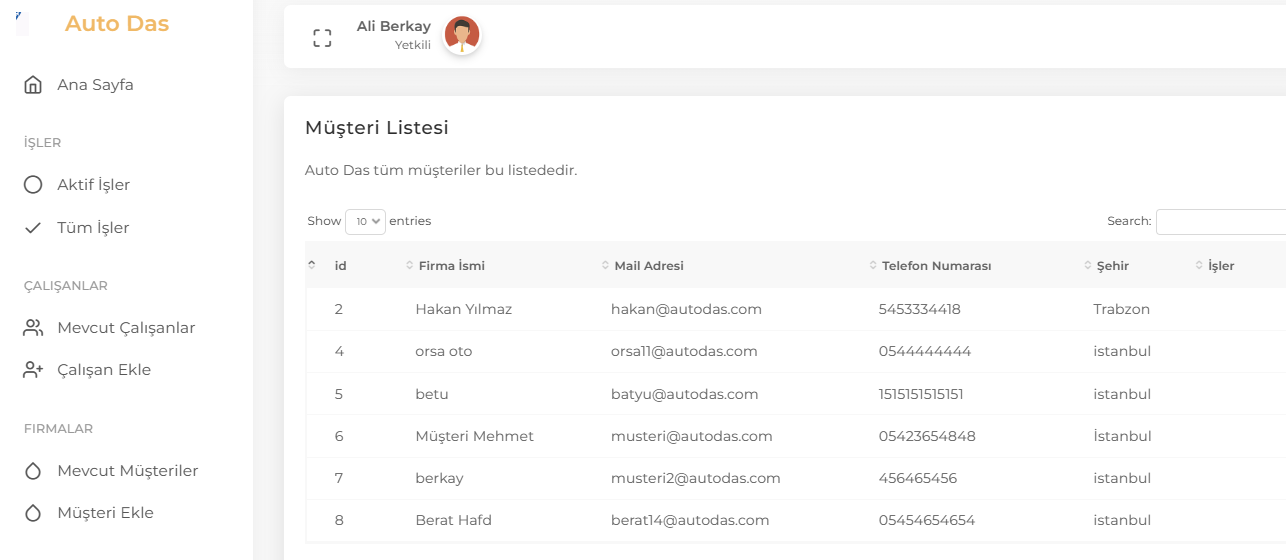 Auto Das
Ana Sayfa
İŞLER
Aktif İşler
Tüm İşler
ÇALIŞANLAR
Mevcut Çalışanlar
Çalışan Ekle
FIRMALAR
Mevcut Müşteriler
Müşteri Ekle
Ali Berkay
Yetkili
Müşteri Listesi
Auto Das tüm müşteriler bu listededir.
Show 10 entries Search:
id Firma İsmi Mail Adresi Telefon Numarası Şehir İşler
2 Hakan Yılmaz hakan@autodas.com 5453334418 Trabzon
4 orsa oto orsa11@autodas.com 0544444444 istanbul
5 betu batyu@autodas.com 1515151515151 istanbul
6 Müşteri Mehmet musteri@autodas.com 05423654848 İstanbul
7 berkay musteri2@autodas.com 456465456 istanbul
8 Berat Hafd berat14@autodas.com 05454654654 istanbul